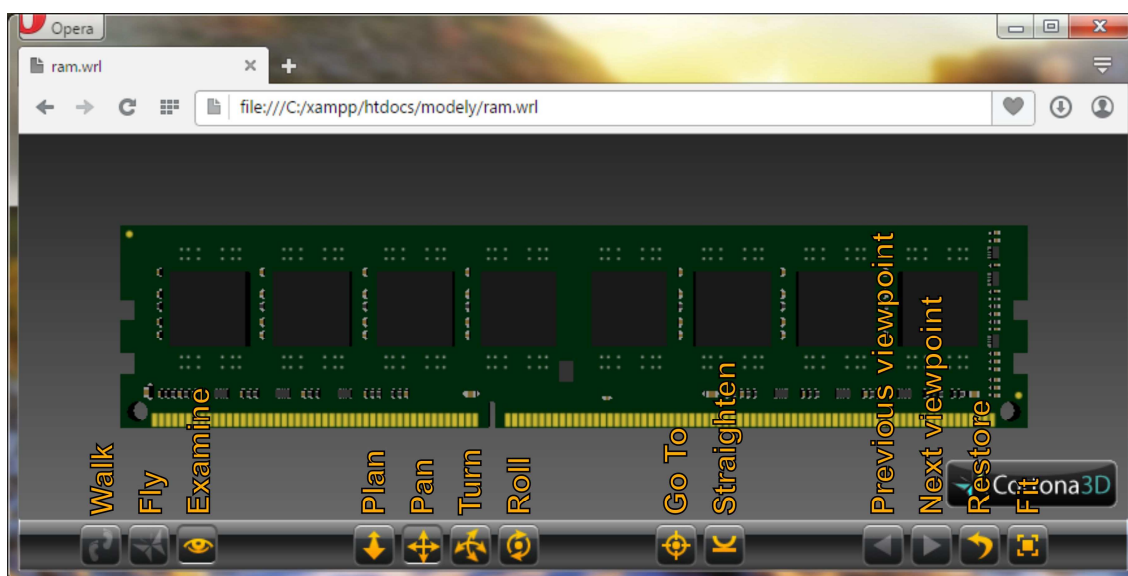 Opera
ram.wrl
file:///C:/xampp/htdocs/modely/ram.wrl
Walk
Fly
Examine
Plan
Pan
Turn
Roll
Go To
Straighten
Previous viewpoint
Next viewpoint
Restore
Fit
Cortona3D